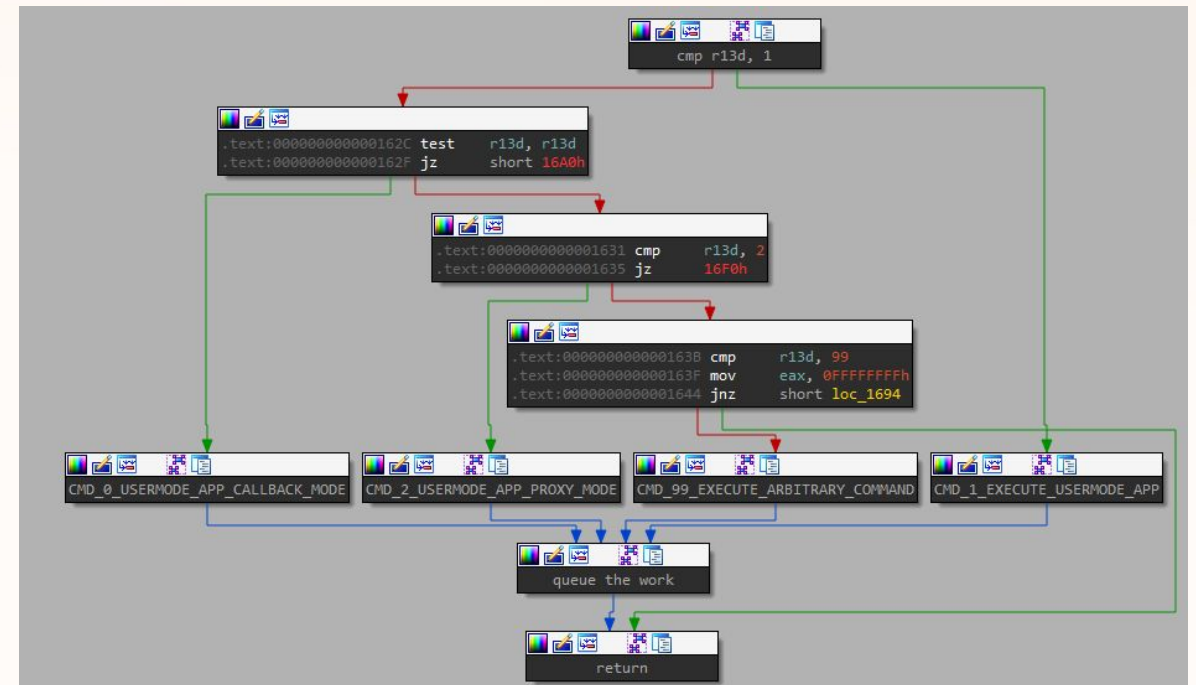 cmp r13d, 1
.text:000000000000162C test r13d, r13d
.text:000000000000162F jz short 16A0h
.text:0000000000001631 cmp r13d, 2
.text:0000000000001635 jz 16F0h
.text:000000000000163B cmp r13d, 99
.text:000000000000163F mov eax, 0FFFFFFFFh
.text:0000000000001644 jnz short loc_1694
CMD_0_USERMODE_APP_CALLBACK_MODE
CMD_2_USERMODE_APP_PROXY_MODE
CMD_99_EXECUTE_ARBITRARY_COMMAND
CMD_1_EXECUTE_USERMODE_APP
queue the work
return